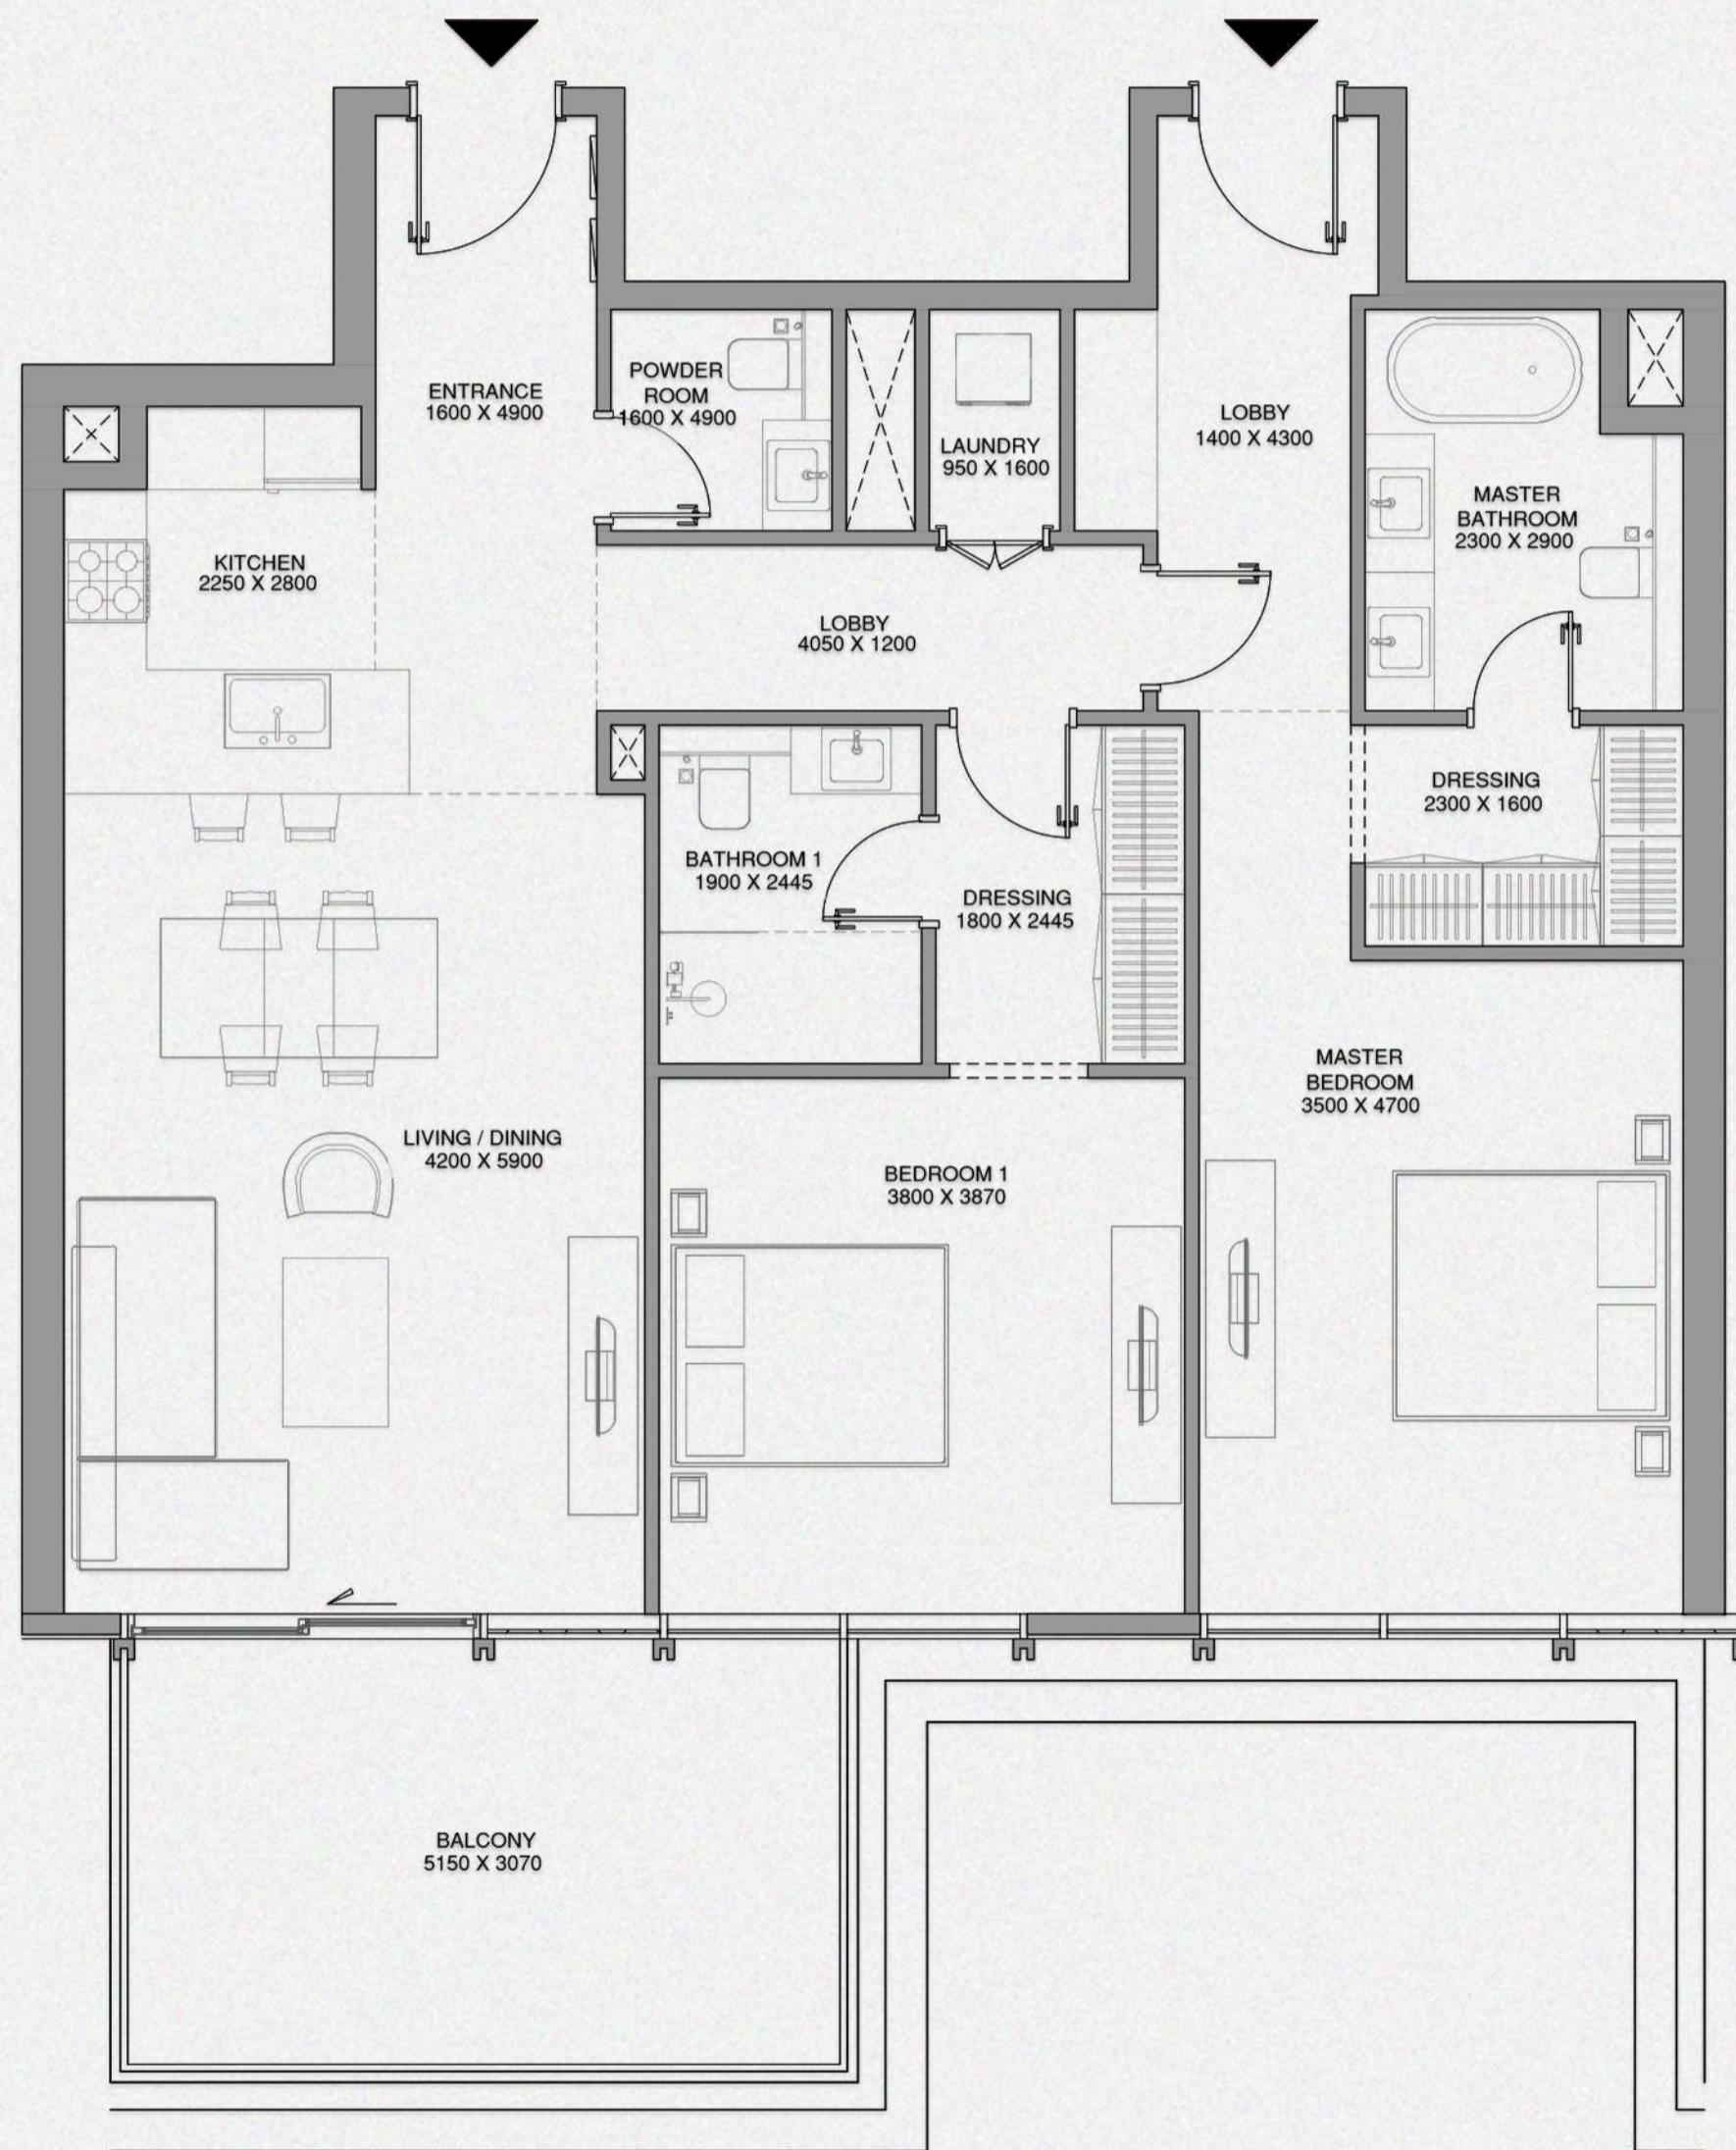 ENTRANCE
1600 X 4900
POWDER
ROOM
1600 X 4900
LAUNDRY
950 X 1600
LOBBY
1400 X 4300
MASTER
BATHROOM
2300 X 2900
KITCHEN
2250 X 2800
LOBBY
4050 X 1200
DRESSING
2300 X 1600
BATHROOM 1
1900 X 2445
DRESSING
1800 X 2445
MASTER
BEDROOM
3500 X 4700
LIVING / DINING
4200 X 5900
BEDROOM 1
3800 X 3870
BALCONY
5150 X 3070